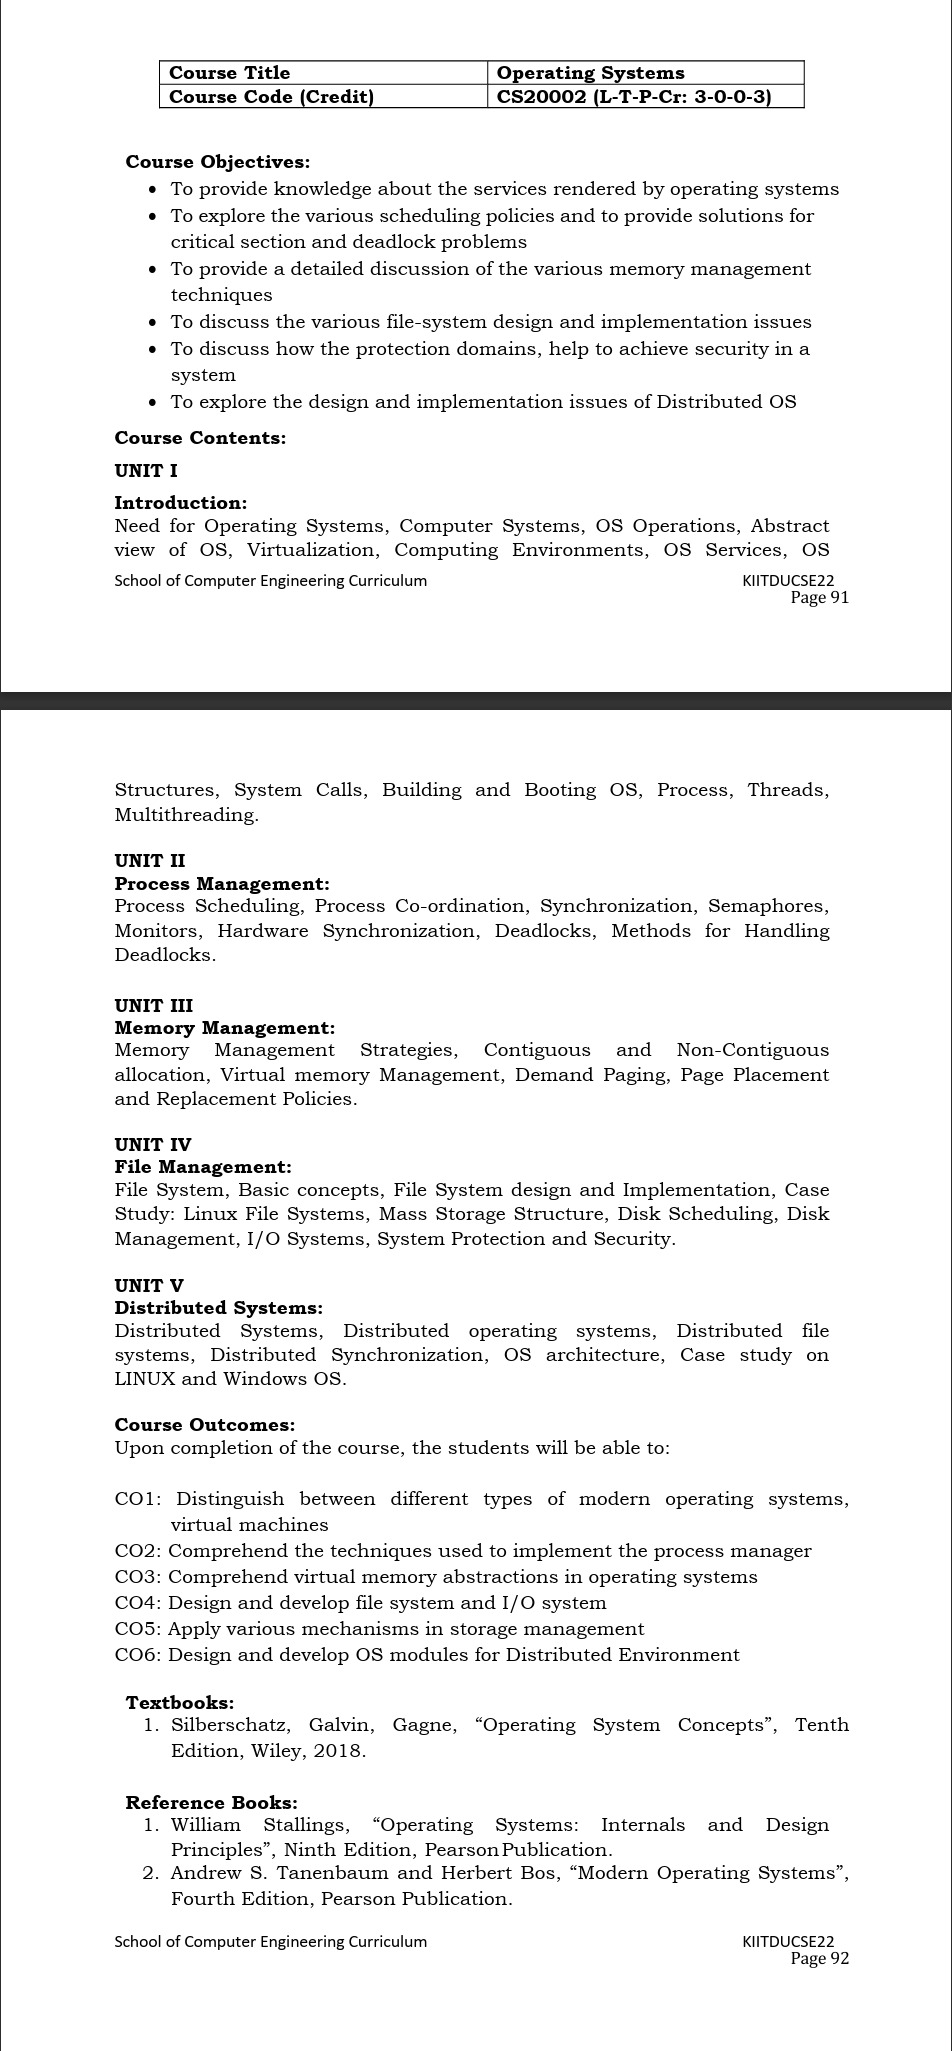 Course Title Operating Systems
Course Code (Credit) CS20002 (L-T-P-Cr: 3-0-0-3)
Course Objectives:
• To provide knowledge about the services rendered by operating systems
• To explore the various scheduling policies and to provide solutions for
critical section and deadlock problems
• To provide a detailed discussion of the various memory management
techniques
• To discuss the various file-system design and implementation issues
• To discuss how the protection domains, help to achieve security in a
system
• To explore the design and implementation issues of Distributed OS
Course Contents:
UNIT I
Introduction:
Need for Operating Systems, Computer Systems, OS Operations, Abstract
view of OS, Virtualization, Computing Environments, OS Services, OS
School of Computer Engineering Curriculum KIITDUCSE22
Page 91
Structures, System Calls, Building and Booting OS, Process, Threads,
Multithreading.
UNIT II
Process Management:
Process Scheduling, Process Co-ordination, Synchronization, Semaphores,
Monitors, Hardware Synchronization, Deadlocks, Methods for Handling
Deadlocks.
UNIT III
Memory Management:
Memory Management Strategies, Contiguous and Non-Contiguous
allocation, Virtual memory Management, Demand Paging, Page Placement
and Replacement Policies.
UNIT IV
File Management:
File System, Basic concepts, File System design and Implementation, Case
Study: Linux File Systems, Mass Storage Structure, Disk Scheduling, Disk
Management, I/O Systems, System Protection and Security.
UNIT V
Distributed Systems:
Distributed Systems, Distributed operating systems, Distributed file
systems, Distributed Synchronization, OS architecture, Case study on
LINUX and Windows OS.
Course Outcomes:
Upon completion of the course, the students will be able to:
CO1: Distinguish between different types of modern operating systems,
virtual machines
CO2: Comprehend the techniques used to implement the process manager
CO3: Comprehend virtual memory abstractions in operating systems
CO4: Design and develop file system and I/O system
CO5: Apply various mechanisms in storage management
CO6: Design and develop OS modules for Distributed Environment
Textbooks:
1. Silberschatz, Galvin, Gagne, “Operating System Concepts”, Tenth
Edition, Wiley, 2018.
Reference Books:
1. William Stallings, “Operating Systems: Internals and Design
Principles”, Ninth Edition, Pearson Publication.
2. Andrew S. Tanenbaum and Herbert Bos, “Modern Operating Systems”,
Fourth Edition, Pearson Publication.
School of Computer Engineering Curriculum KIITDUCSE22
Page 92